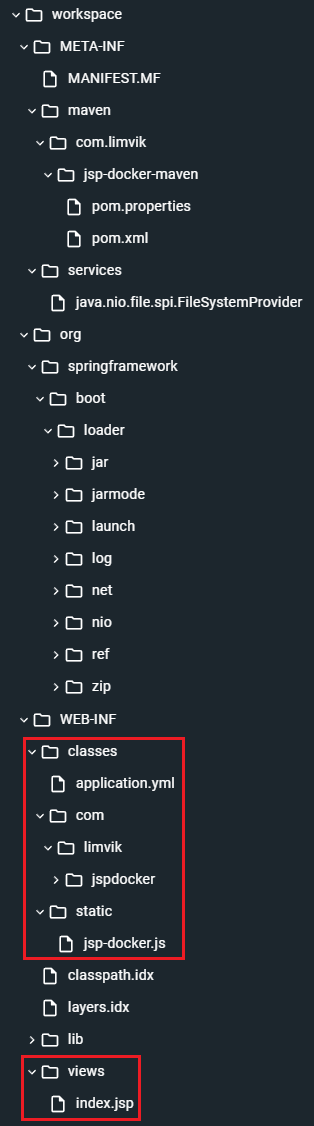 workspace
META-INF
MANIFEST.MF
maven
com.limvik
jsp-docker-maven
pom.properties
pom.xml
services
java.nio.file.spi.FileSystemProvider
org
springframework
boot
loader
jar
jarmode
launch
log
net
nio
ref
zip
WEB-INF
classes
application.yml
com
limvik
jspdocker
static
jsp-docker.js
classpath.idx
layers.idx
lib
views
index.jsp